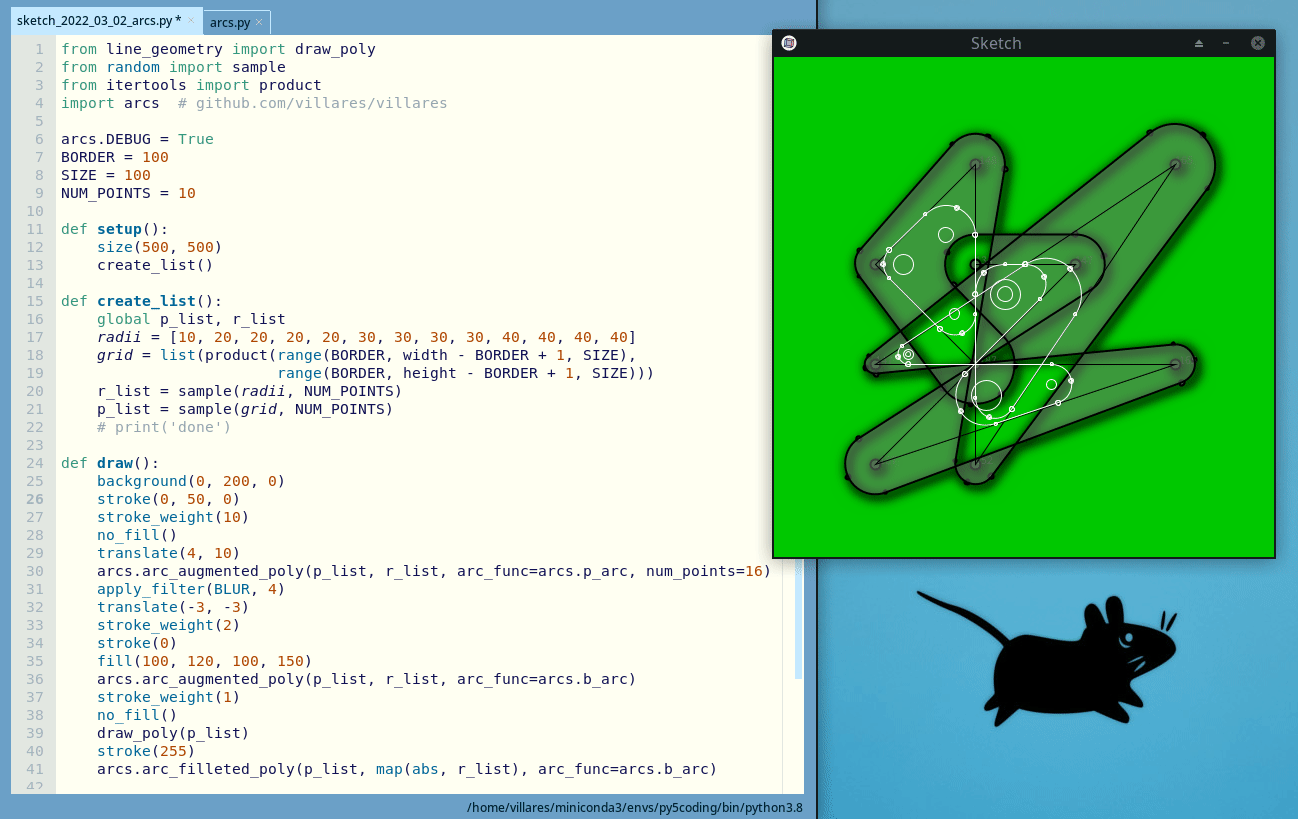 sketch_2022_03_02_arcs.py * ×
arcs.py ×
Sketch
1 from line_geometry import draw_poly
2 from random import sample
3 from itertools import product
4 import arcs  # github.com/villares/villares
5
6 arcs.DEBUG = True
7 BORDER = 100
8 SIZE = 100
9 NUM_POINTS = 10
10
11 def setup():
12     size(500, 500)
13     create_list()
14
15 def create_list():
16     global p_list, r_list
17     radii = [10, 20, 20, 20, 20, 30, 30, 30, 30, 40, 40, 40, 40]
18     grid = list(product(range(BORDER, width - BORDER + 1, SIZE),
19                         range(BORDER, height - BORDER + 1, SIZE)))
20     r_list = sample(radii, NUM_POINTS)
21     p_list = sample(grid, NUM_POINTS)
22     # print('done')
23
24 def draw():
25     background(0, 200, 0)
26     stroke(0, 50, 0)
27     stroke_weight(10)
28     no_fill()
29     translate(4, 10)
30     arcs.arc_augmented_poly(p_list, r_list, arc_func=arcs.p_arc, num_points=16)
31     apply_filter(BLUR, 4)
32     translate(-3, -3)
33     stroke_weight(2)
34     stroke(0)
35     fill(100, 120, 100, 150)
36     arcs.arc_augmented_poly(p_list, r_list, arc_func=arcs.b_arc)
37     stroke_weight(1)
38     no_fill()
39     draw_poly(p_list)
40     stroke(255)
41     arcs.arc_filleted_poly(p_list, map(abs, r_list), arc_func=arcs.b_arc)
42
/home/villares/miniconda3/envs/py5coding/bin/python3.8